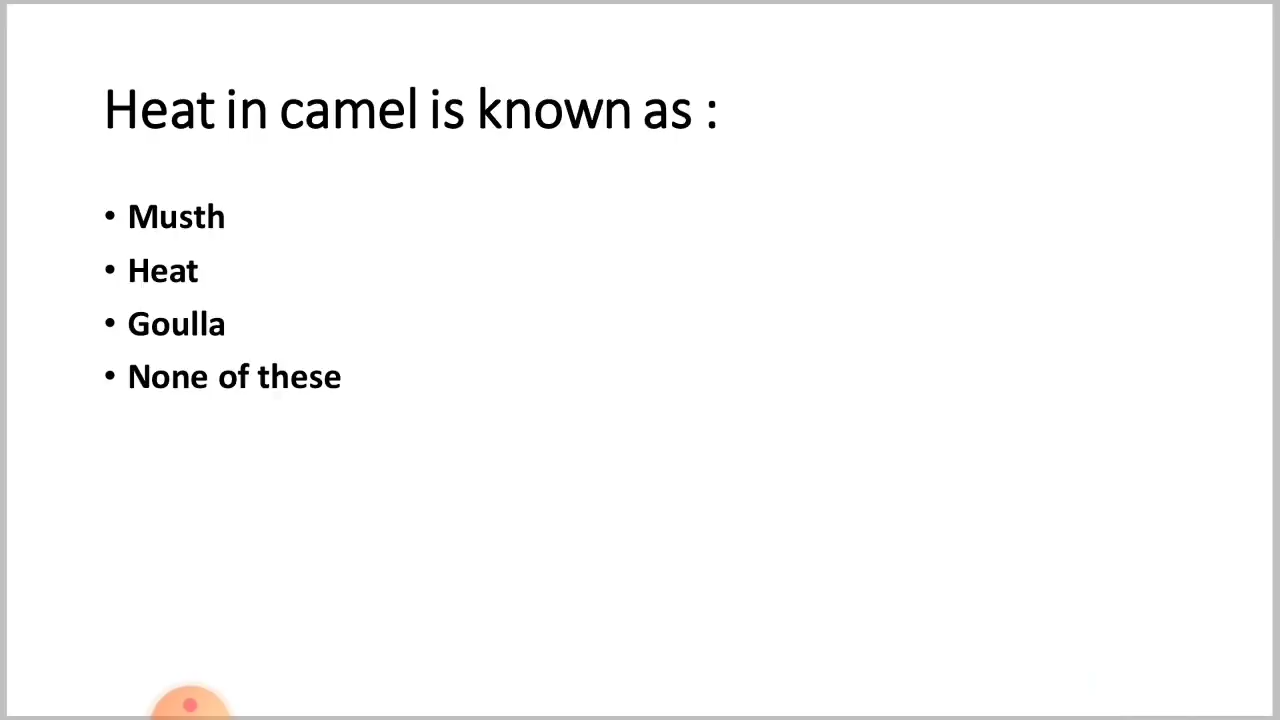 Heat in camel is known as :
• Musth
• Heat
• Goulla
• None of these